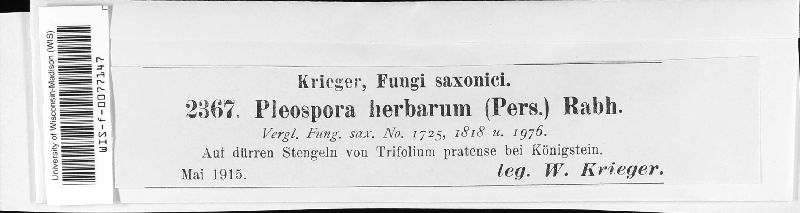 University of Wisconsin-Madison (WIS)
WIS-f-0077147
Krieger, Fungi saxonici.
2367. Pleospora herbarum (Pers.) Rabh.
Vergl. Fung. sax. No. 1725, 1818 u. 1976.
Auf dürren Stengeln von Trifolium pratense bei Königstein.
Mai 1915. leg. W. Krieger.